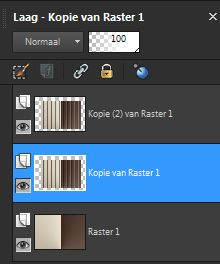 Laag - Kopie van Raster 1
Normaal 100
Kopie (2) van Raster 1
Kopie van Raster 1
Raster 1